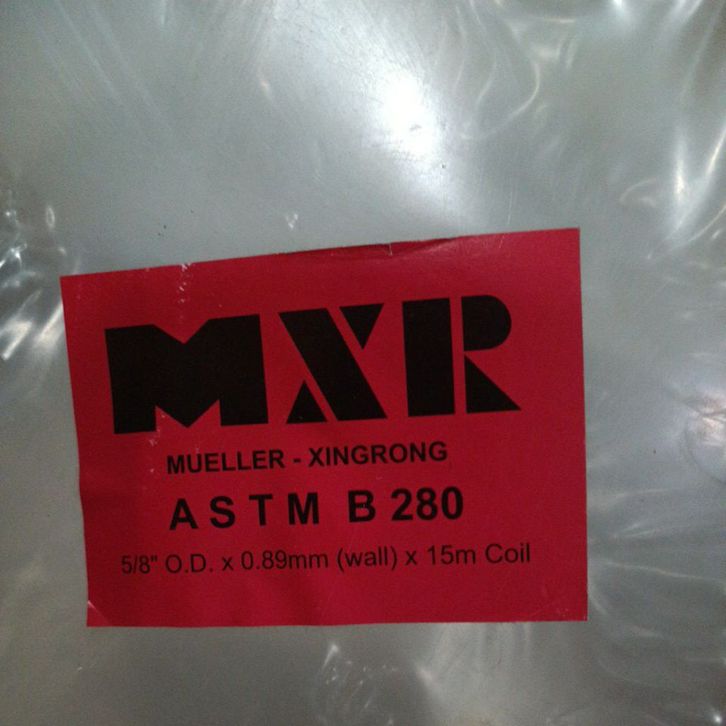 MXR
MUELLER - XINGRONG
ASTM B 280
5/8" O.D. x 0.89mm (wall) x 15m Coil